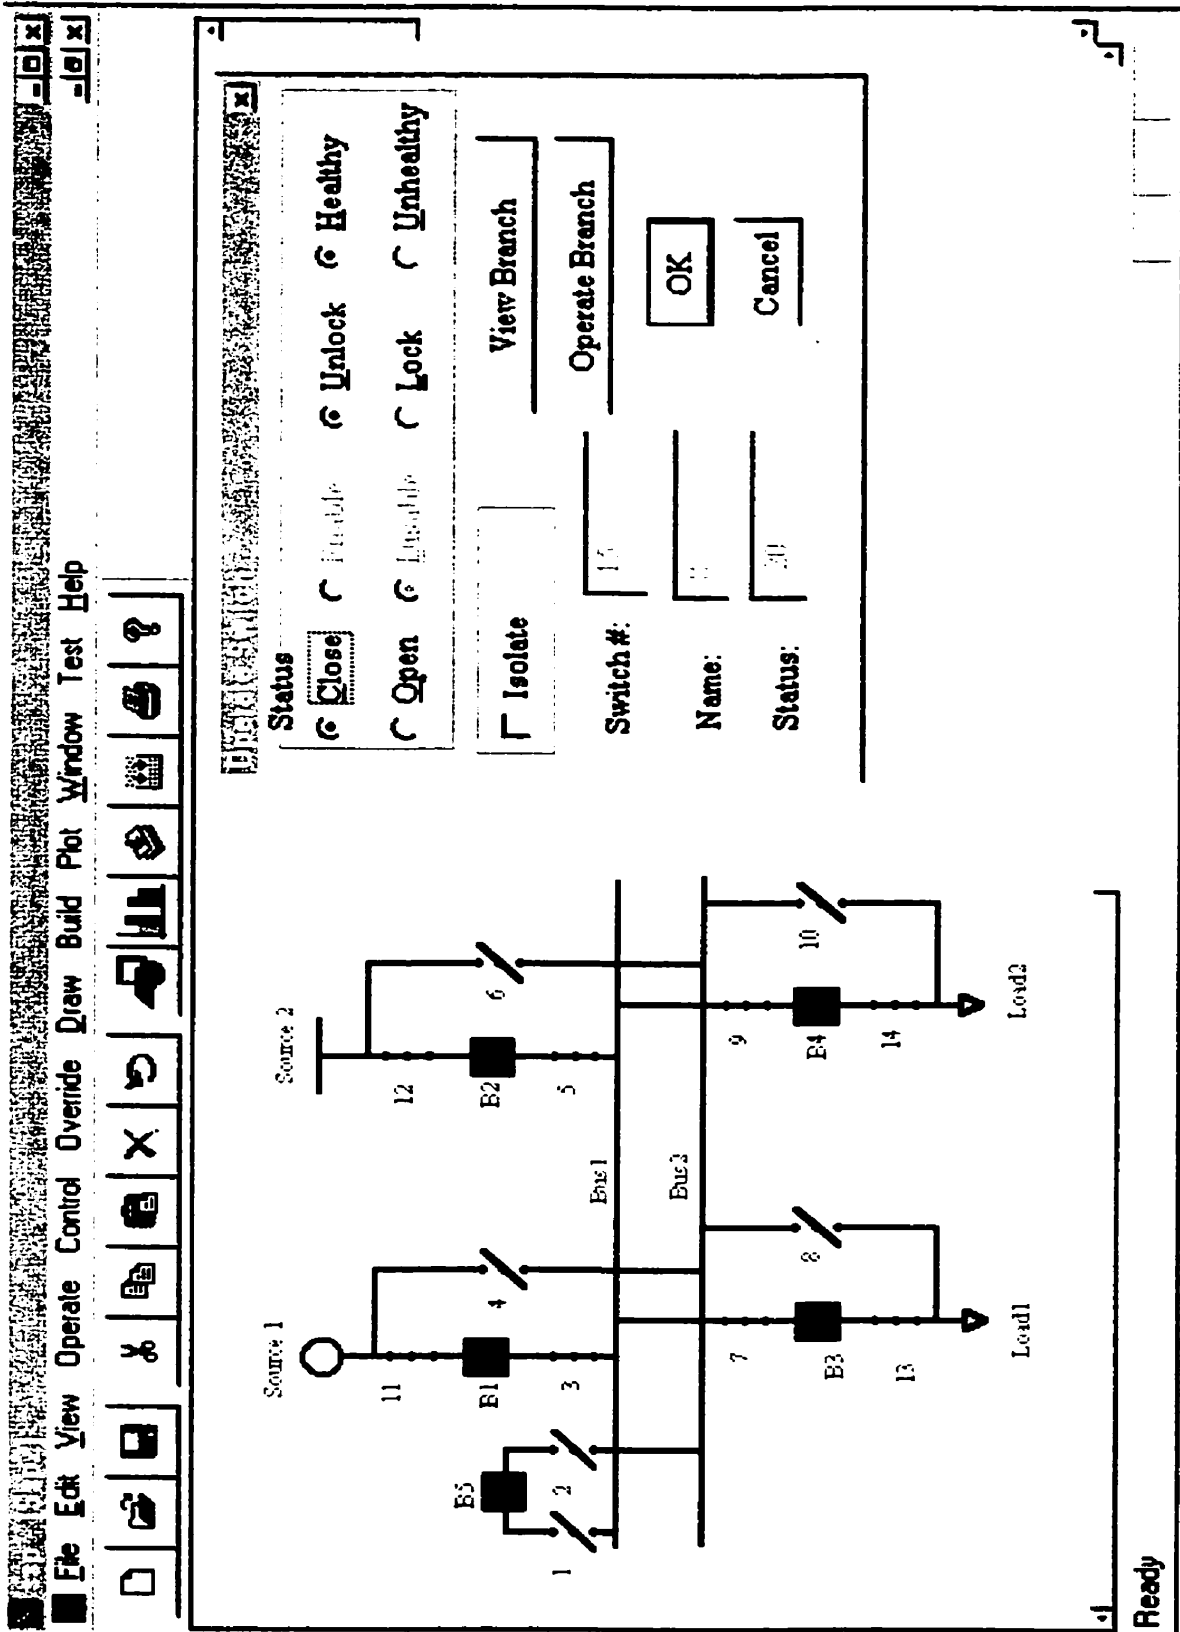 File Edit View Operate Control Override Draw Build Plot Window Test Help
Source 1
Source 2
11
4
B1
3
12
6
B2
5
B5
1
2
Bus1
Bus2
7
8
B3
13
9
10
B4
14
Load1
Load2
Status
Close
Unlock
Healthy
Open
Lock
Unhealthy
Isolate
View Branch
Operate Branch
Switch #:
Name:
Status:
OK
Cancel
Ready